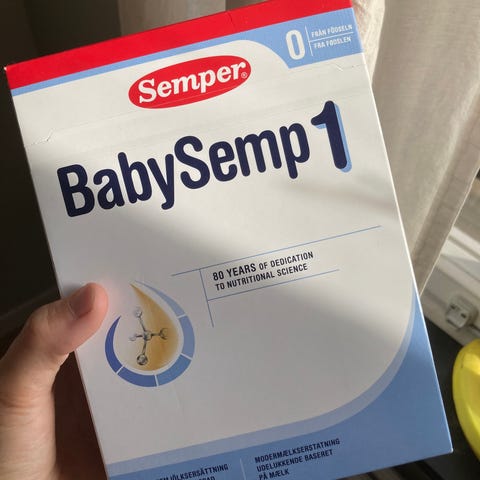 0
FRÅN FÖDSELN
FRA FØDSLEN
Semper®
BabySemp 1
80 YEARS OF DEDICATION
TO NUTRITIONAL SCIENCE
MODERMÆLKSERSTATNING
UDELUKKENDE BASERET
PÅ MÆLK